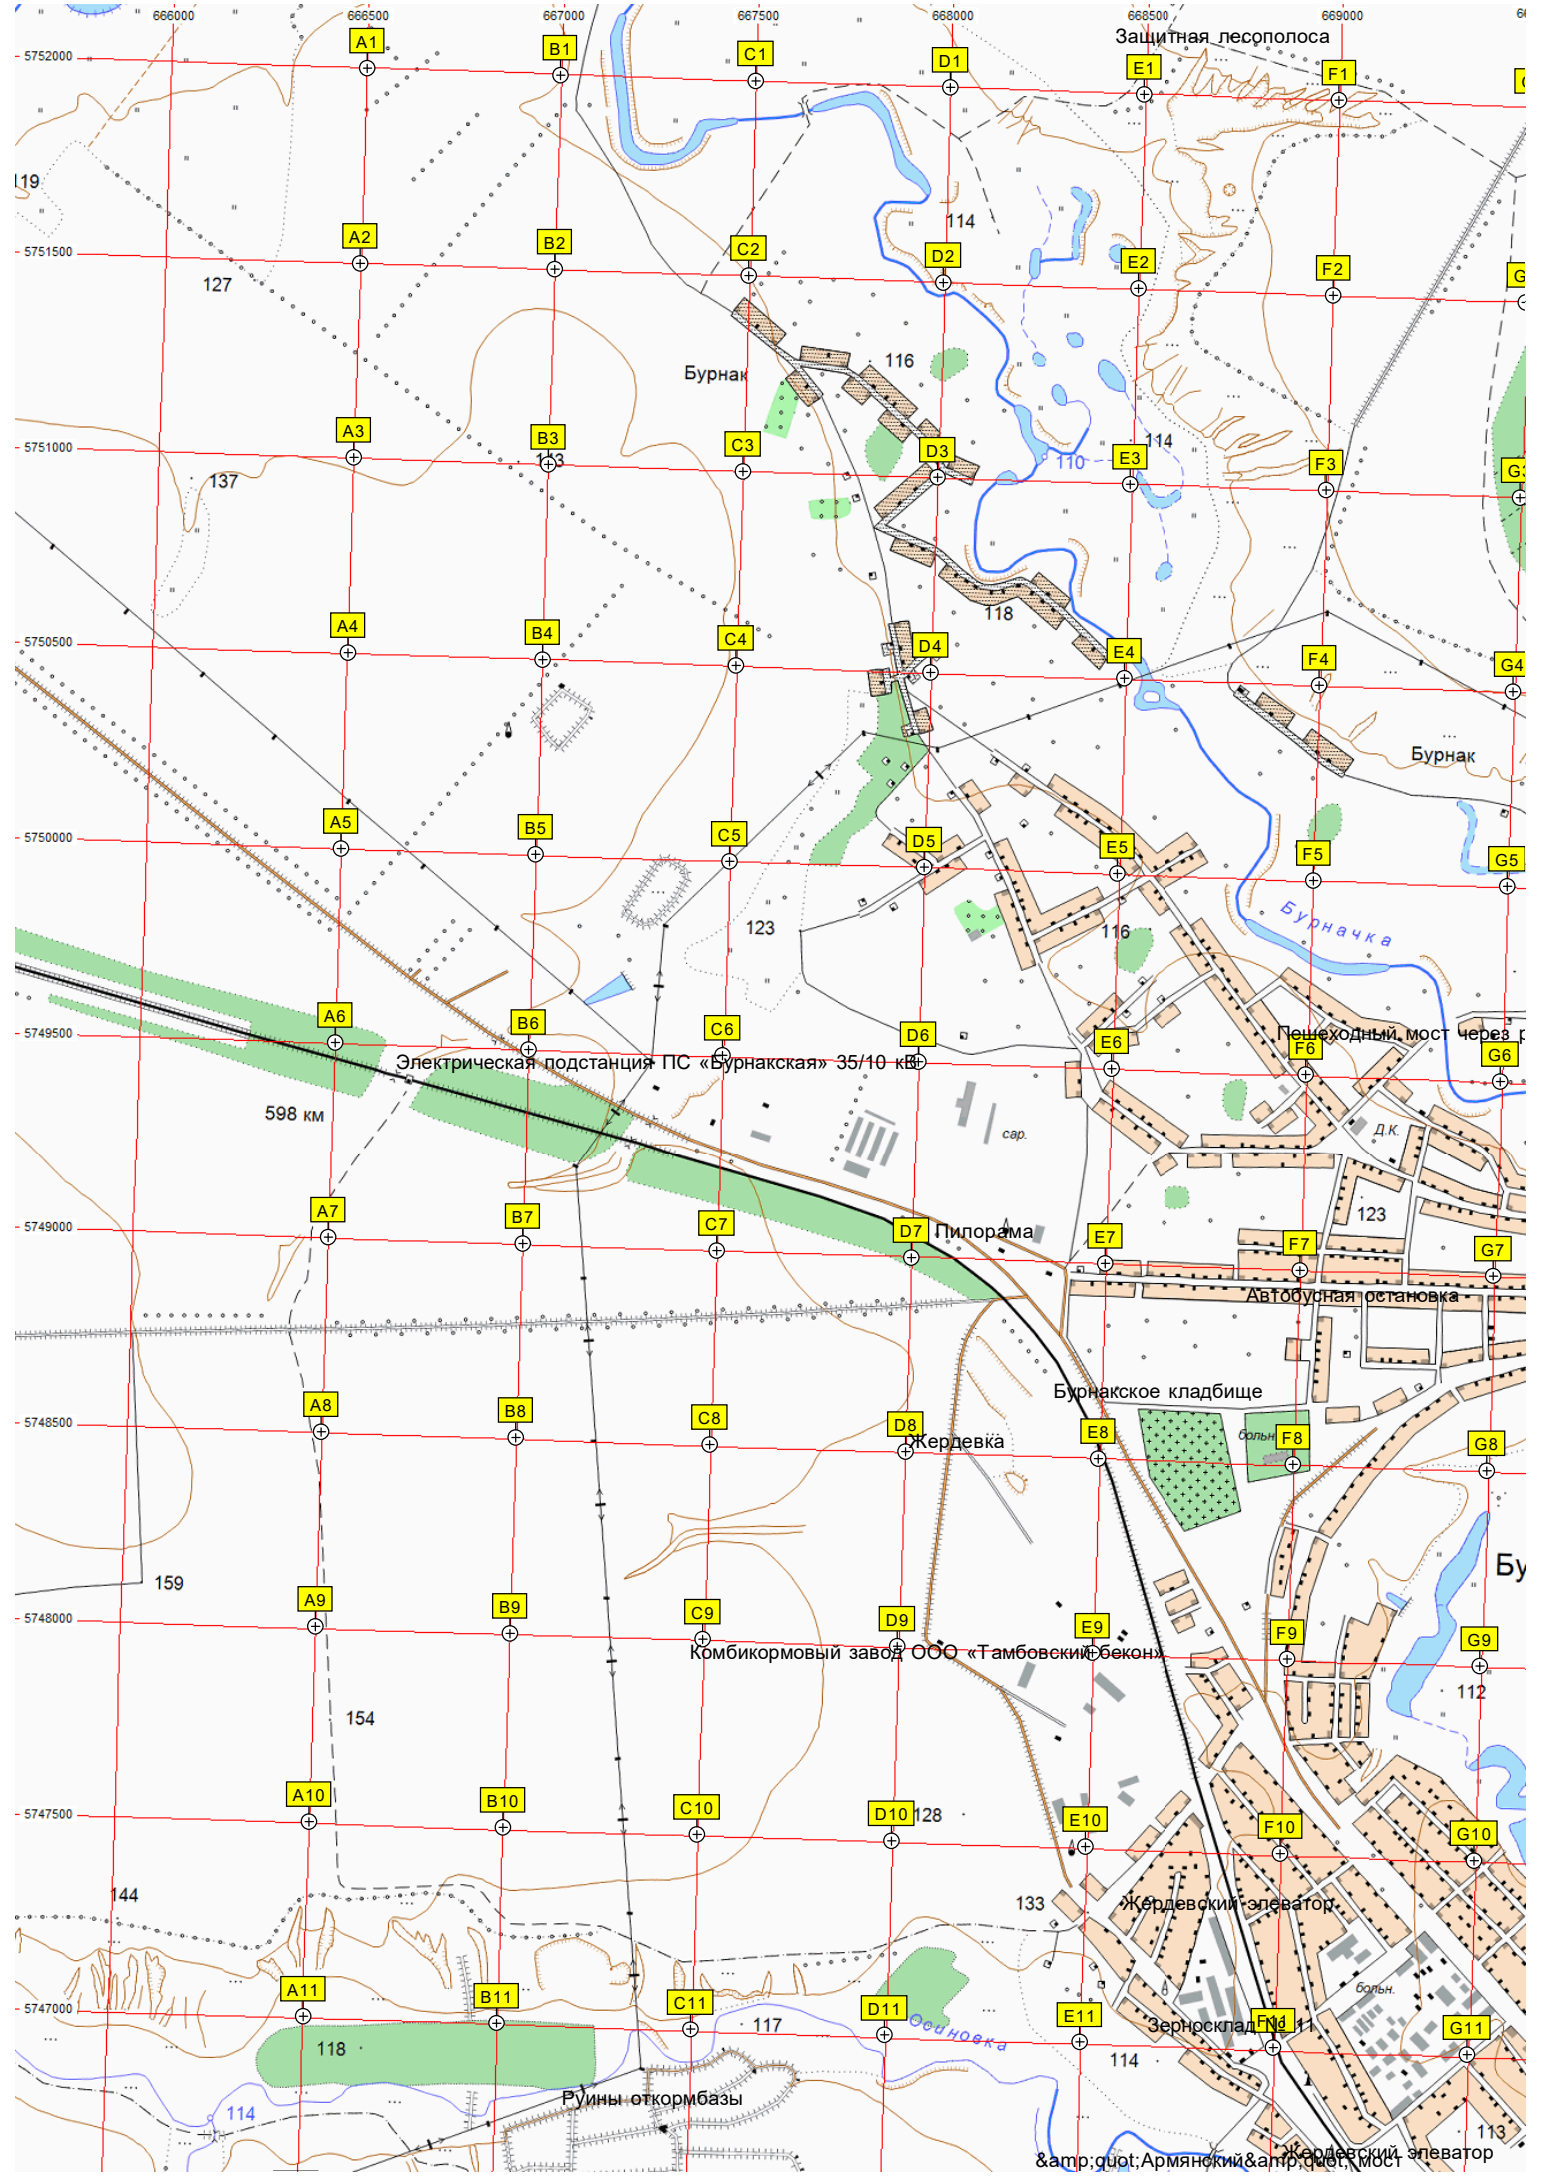 666000 666500 667000 667500 668000 668500 669000
Защитная лесополоса
5752000
A1 B1 C1 D1 E1 F1
119
114
5751500
A2 B2 C2 D2 E2 F2
127
116
Бурнак
5751000
A3 B3 C3 D3 E3 F3 G3
114
110
137
118
5750500
A4 B4 C4 D4 E4 F4 G4
Бурнак
5750000
A5 B5 C5 D5 E5 F5 G5
123
116
Бурначка
5749500
A6 B6 C6 D6 E6 F6 G6
Пешеходный мост через р
Электрическая подстанция ПС «Бурнакская» 35/10 кВ
598 км
сар.
Д.К.
123
5749000
A7 B7 C7 D7 E7 F7 G7
Пилорама
Автобусная остановка
Бурнакское кладбище
5748500
A8 B8 C8 D8 E8 F8 G8
больн.
Жердевка
159
Бу
5748000
A9 B9 C9 D9 E9 F9 G9
Комбикормовый завод ООО «Тамбовский бекон»
112
154
5747500
A10 B10 C10 D10 E10 F10 G10
128
144
133
Жердевский элеватор
больн.
5747000
A11 B11 C11 D11 E11 F11 G11
117
Осиновка
Зерносклад № 11
118
114
Руины откормбазы
114
113
Жердевский элеватор
&amp;quot;Армянский&amp;quot; мост